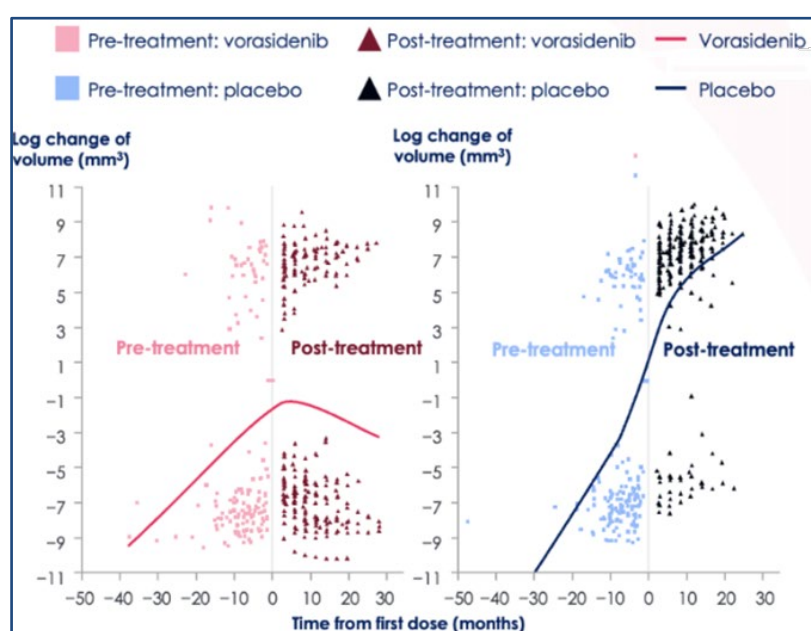 Pre-treatment: vorasidenib Post-treatment: vorasidenib Vorasidenib
Pre-treatment: placebo Post-treatment: placebo Placebo
Log change of
volume (mm³)
Log change of
volume (mm³)
11 11
9 9
7 7
5 5
3 3
Pre-treatment Post-treatment Pre-treatment Post-treatment
1 1
−1 −1
−3 −3
−5 −5
−7 −7
−9 −9
−11 −11
−50 −40 −30 −20 −10 0 10 20 30 −50 −40 −30 −20 −10 0 10 20 30
Time from first dose (months)